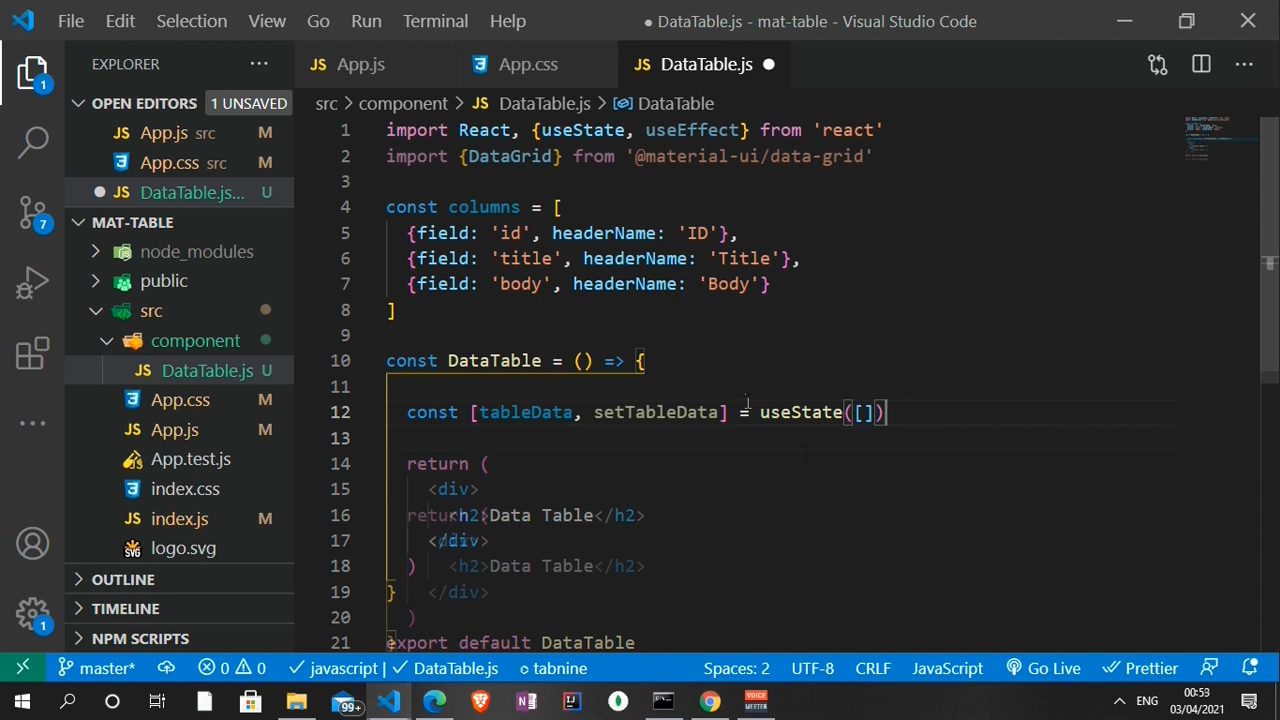 File Edit Selection View Go Run Terminal Help ● DataTable.js - mat-table - Visual Studio Code
EXPLORER
JS App.js
App.css
JS DataTable.js
OPEN EDITORS 1 UNSAVED
JS App.js src M
App.css src M
JS DataTable.js... U
MAT-TABLE
node_modules
public
src
component
JS DataTable.js U
App.css M
JS App.js M
App.test.js
index.css
JS index.js M
logo.svg
OUTLINE
TIMELINE
NPM SCRIPTS
1
7
1
src > component > JS DataTable.js > DataTable
1 import React, {useState, useEffect} from 'react'
2 import {DataGrid} from '@material-ui/data-grid'
3
4 const columns = [
5 {field: 'id', headerName: 'ID'},
6 {field: 'title', headerName: 'Title'},
7 {field: 'body', headerName: 'Body'}
8 ]
9
10 const DataTable = () => {
11
12 const [tableData, setTableData] = useState([])
13
14 return (
15 <div>
16 <h2>Data Table</h2>
17 </div>
18 ) <h2>Data Table</h2>
19 } </div>
20 )
21 export default DataTable
master* 0 0 javascript | DataTable.js tabnine Spaces: 2 UTF-8 CRLF JavaScript Go Live Prettier
99+ VOICE MEETER ENG 00:59
03/04/2021